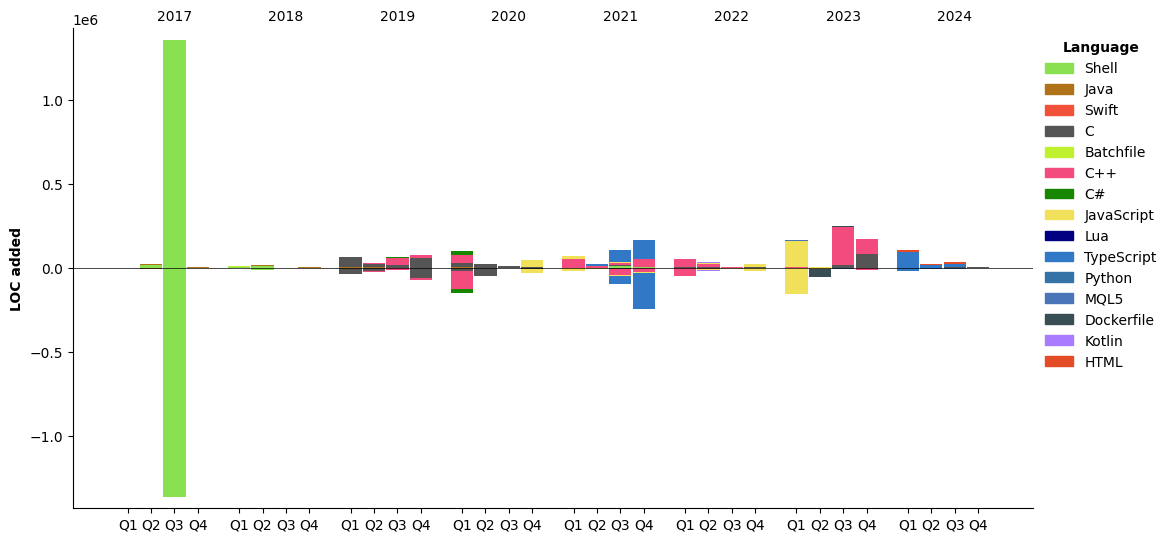 1e6
2017 2018 2019 2020 2021 2022 2023 2024
LOC added
1.0
0.5
0.0
−0.5
−1.0
Q1 Q2 Q3 Q4 Q1 Q2 Q3 Q4 Q1 Q2 Q3 Q4 Q1 Q2 Q3 Q4 Q1 Q2 Q3 Q4 Q1 Q2 Q3 Q4 Q1 Q2 Q3 Q4 Q1 Q2 Q3 Q4
Language
Shell
Java
Swift
C
Batchfile
C++
C#
JavaScript
Lua
TypeScript
Python
MQL5
Dockerfile
Kotlin
HTML